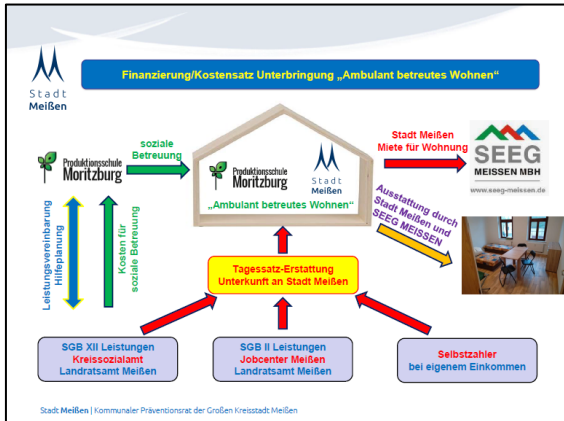 Finanzierung/Kostensatz Unterbringung „Ambulant betreutes Wohnen“
Stadt
Meißen
soziale
Betreuung
Produktionsschule
Moritzburg
Produktionsschule
Moritzburg
Stadt
Meißen
„Ambulant betreutes Wohnen“
Stadt Meißen
Miete für Wohnung
SEEG
MEISSEN MBH
www.seeg-meissen.de
Ausstattung durch
Stadt Meißen und
SEEG MEISSEN
Leistungsvereinbarung
Hilfeplanung
Kosten für
soziale Betreuung
Tagessatz-Erstattung
Unterkunft an Stadt Meißen
SGB XII Leistungen
Kreissozialamt
Landratsamt Meißen
SGB II Leistungen
Jobcenter Meißen
Landratsamt Meißen
Selbstzahler
bei eigenem Einkommen
Stadt Meißen | Kommunaler Präventionsrat der Großen Kreisstadt Meißen